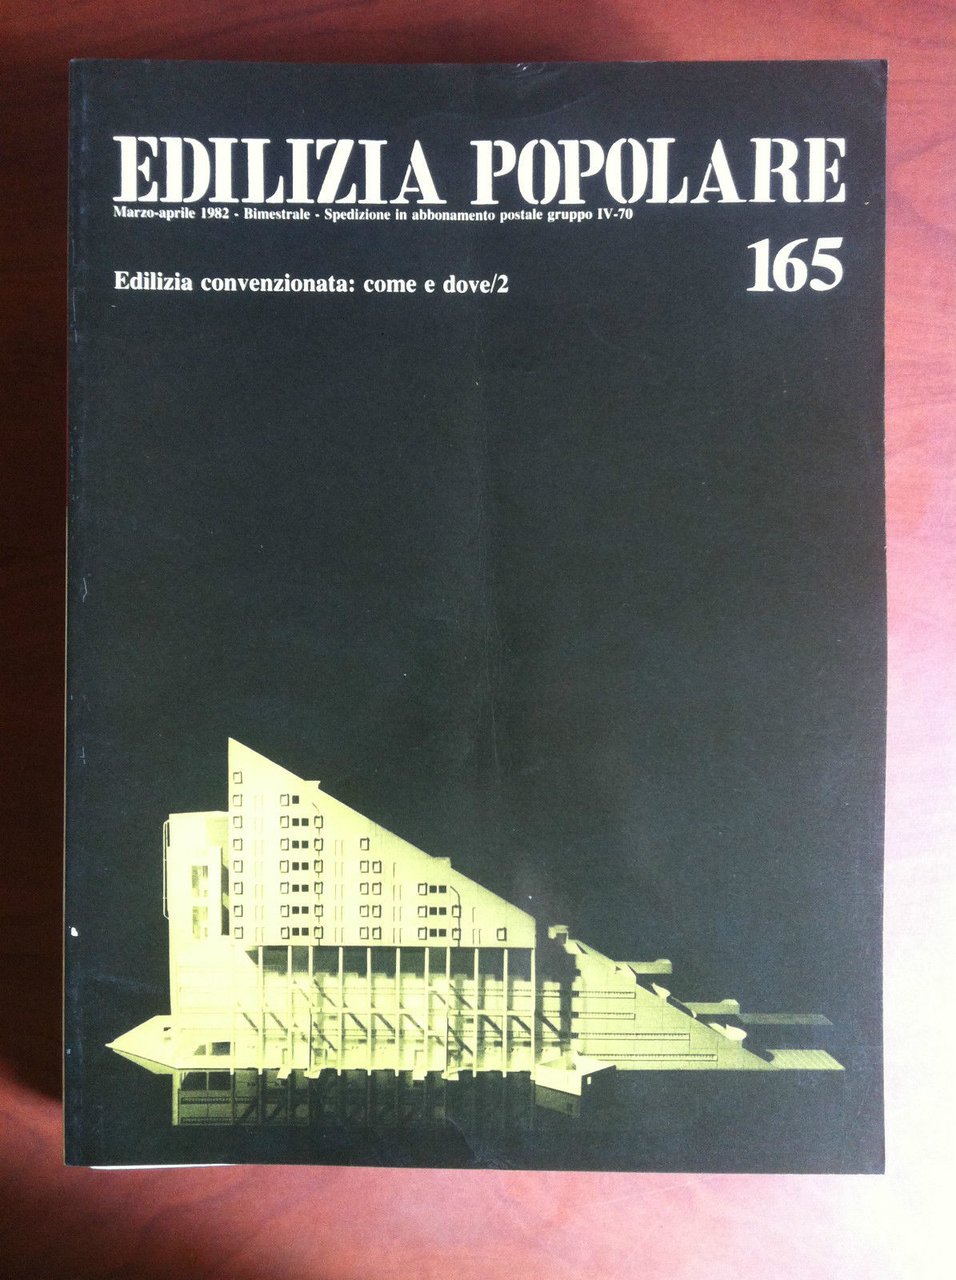 EDILIZIA POPOLARE
Marzo-aprile 1982 - Bimestrale - Spedizione in abbonamento postale gruppo IV-70
165
Edilizia convenzionata: come e dove/2